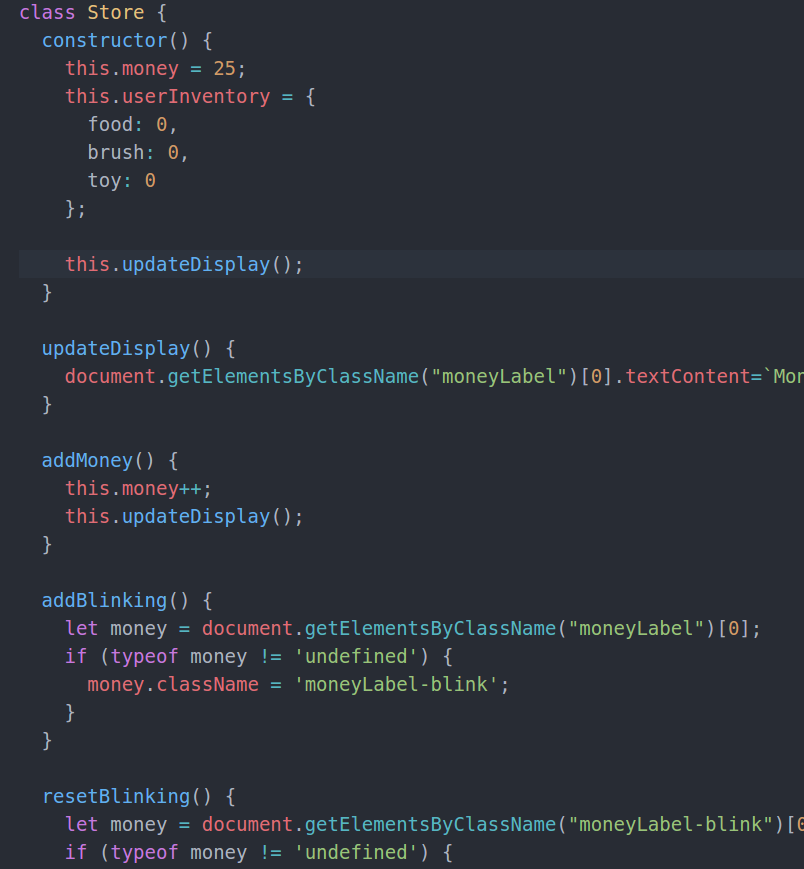 class Store {
  constructor() {
    this.money = 25;
    this.userInventory = {
      food: 0,
      brush: 0,
      toy: 0
    };
    this.updateDisplay();
  }
  updateDisplay() {
    document.getElementsByClassName("moneyLabel")[0].textContent=`Mon
  }
  addMoney() {
    this.money++;
    this.updateDisplay();
  }
  addBlinking() {
    let money = document.getElementsByClassName("moneyLabel")[0];
    if (typeof money != 'undefined') {
      money.className = 'moneyLabel-blink';
    }
  }
  resetBlinking() {
    let money = document.getElementsByClassName("moneyLabel-blink")[0
    if (typeof money != 'undefined') {